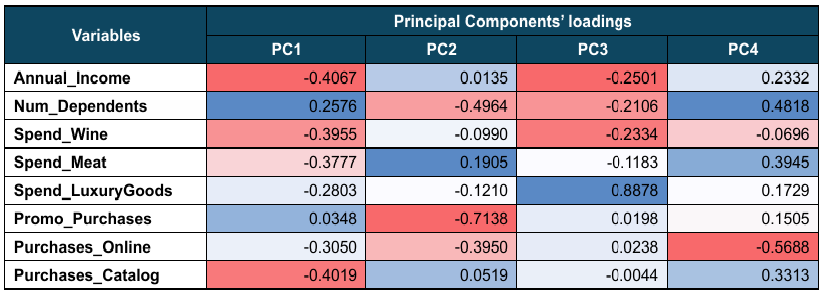 Variables Principal Components’ loadings
PC1 PC2 PC3 PC4
Annual_Income -0.4067 0.0135 -0.2501 0.2332
Num_Dependents 0.2576 -0.4964 -0.2106 0.4818
Spend_Wine -0.3955 -0.0990 -0.2334 -0.0696
Spend_Meat -0.3777 0.1905 -0.1183 0.3945
Spend_LuxuryGoods -0.2803 -0.1210 0.8878 0.1729
Promo_Purchases 0.0348 -0.7138 0.0198 0.1505
Purchases_Online -0.3050 -0.3950 0.0238 -0.5688
Purchases_Catalog -0.4019 0.0519 -0.0044 0.3313